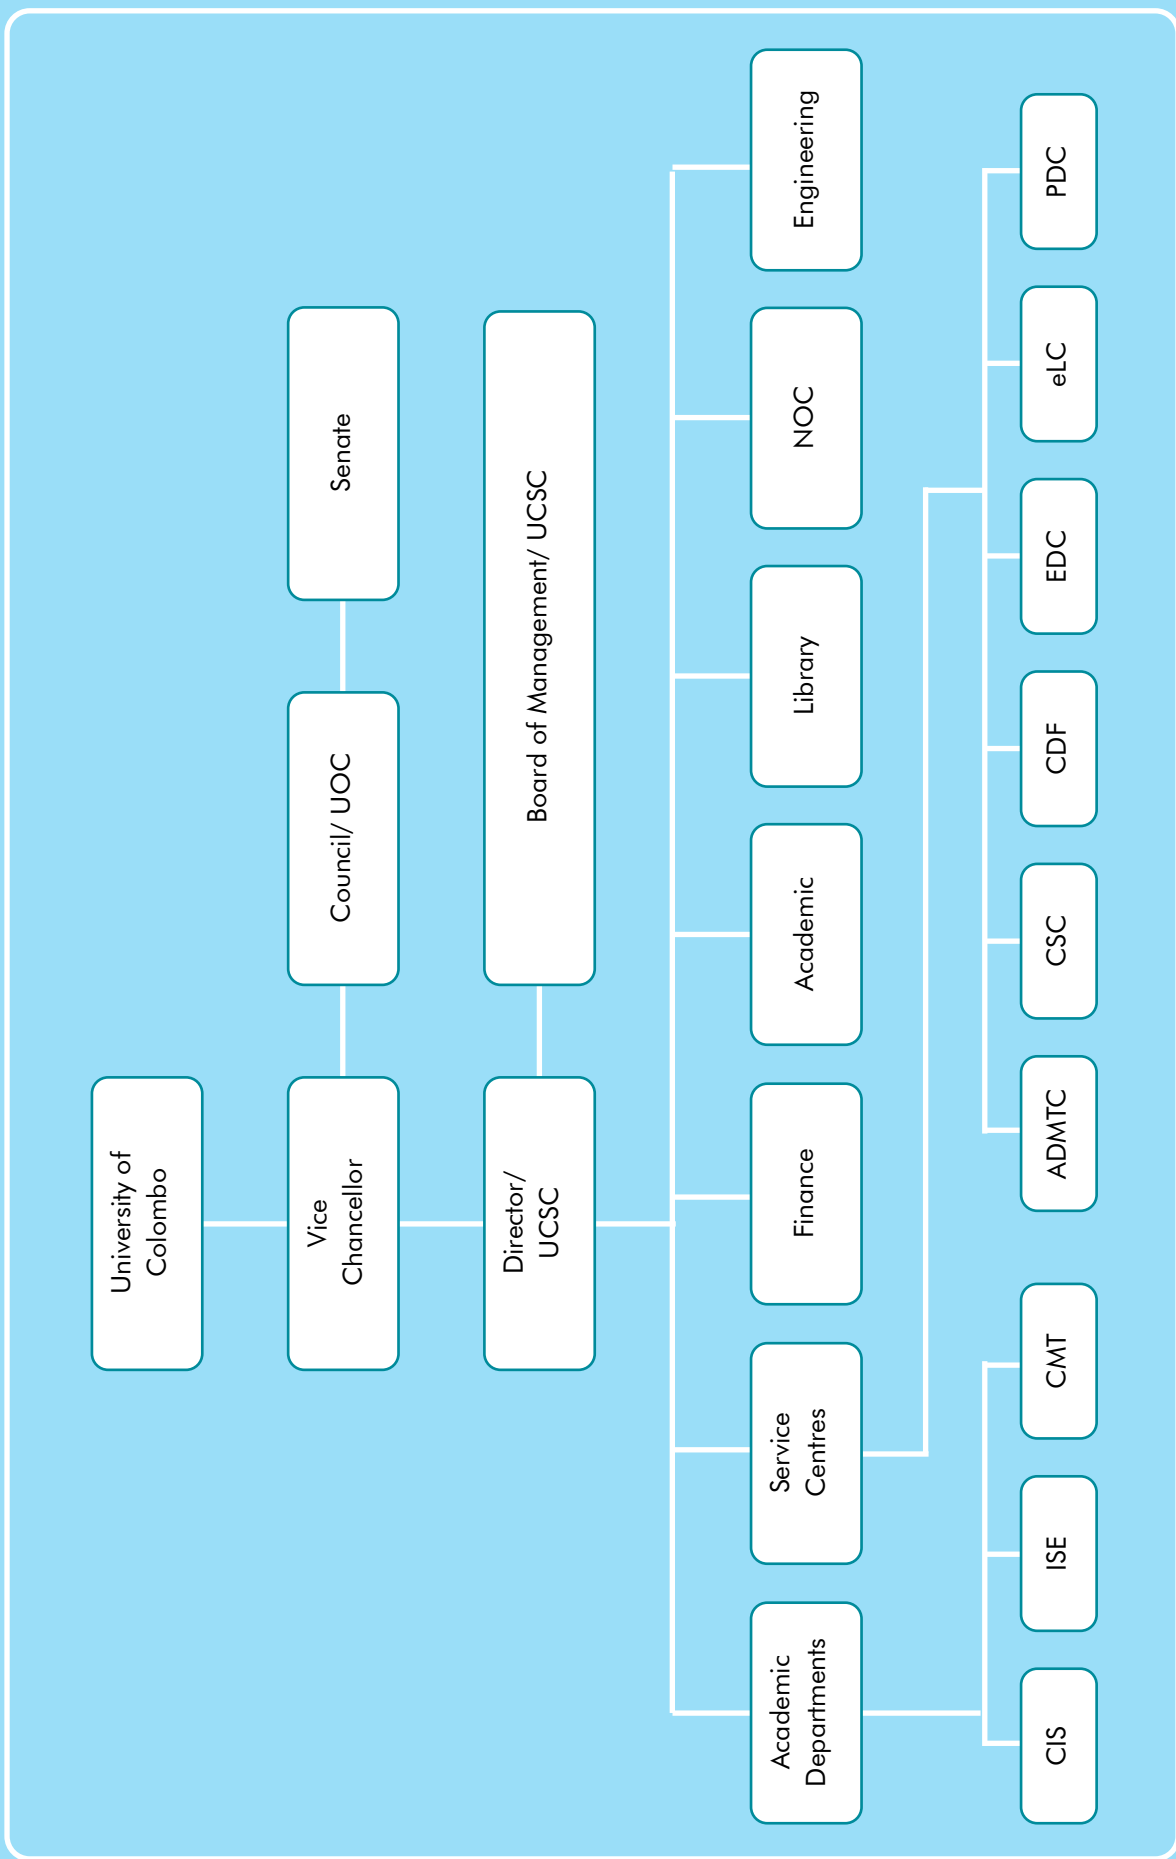 University of
Colombo
Vice
Chancellor
Council/ UOC
Senate
Director/
UCSC
Board of Management/ UCSC
Academic
Departments
Service
Centres
Finance
Academic
Library
NOC
Engineering
CIS
ISE
CMT
ADMTC
CSC
CDF
EDC
eLC
PDC